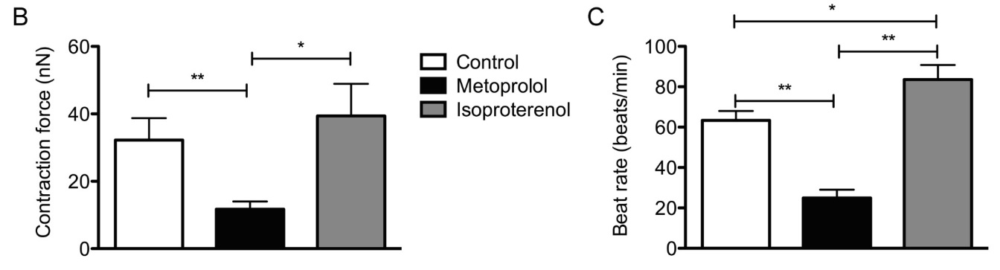 B
Contraction force (nN)
60
40
20
0
**
*
Control
Metoprolol
Isoproterenol
C
Beat rate (beats/min)
100
80
60
40
20
0
*
**
**